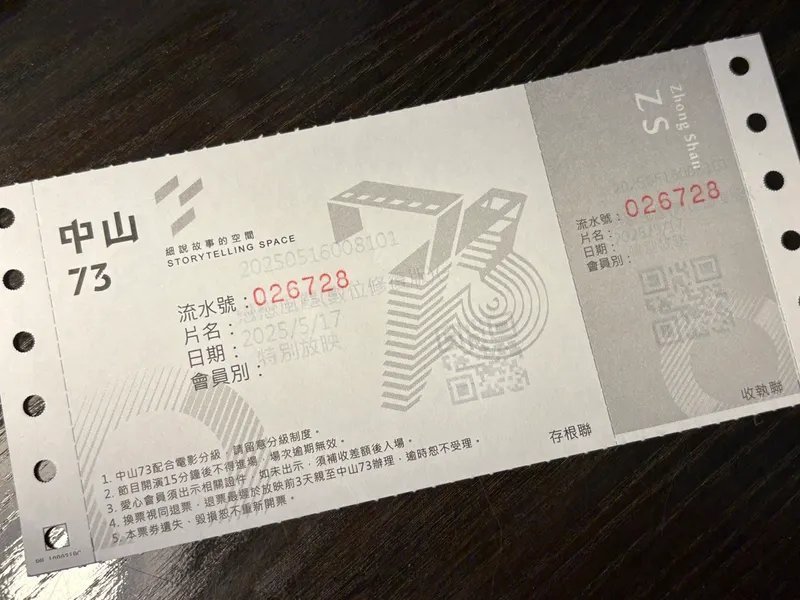 中山
73
細說故事的空間
STORYTELLING SPACE
20250516008101
流水號：026728
片名：
日期：2025/5/17
會員別：特別放映
1. 中山73配合電影分級，請留意分級制度。
2. 節目開演15分鐘後不得進場，場次逾期無效。
3. 愛心會員須出示相關證件，如未出示，須補收差額後入場。
4. 換票視同退票，退票最遲於放映前3天親至中山73辦理，逾時恕不受理。
5. 本票券遺失、毀損恕不重新開票。
存根聯
Zhong Shan
ZS
20250516008101
流水號：026728
片名：
日期：
會員別：
收執聯